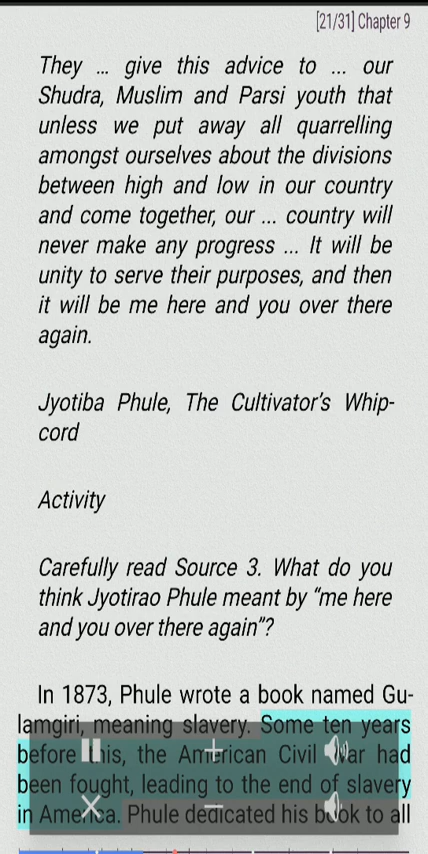 [21/31] Chapter 9
They ... give this advice to ... our
Shudra, Muslim and Parsi youth that
unless we put away all quarrelling
amongst ourselves about the divisions
between high and low in our country
and come together, our ... country will
never make any progress ... It will be
unity to serve their purposes, and then
it will be me here and you over there
again.
Jyotiba Phule, The Cultivator's Whip-
cord
Activity
Carefully read Source 3. What do you
think Jyotirao Phule meant by "me here
and you over there again"?
In 1873, Phule wrote a book named Gu-
lamgiri, meaning slavery. Some ten years
before this, the American Civil War had
been fought, leading to the end of slavery
in America. Phule dedicated his book to all